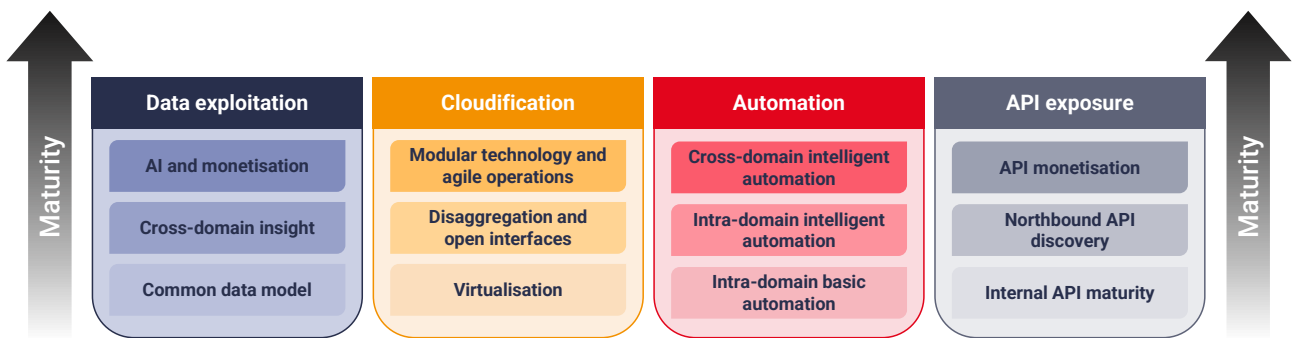 Maturity
Data exploitation
AI and monetisation
Cross-domain insight
Common data model
Cloudification
Modular technology and
agile operations
Disaggregation and
open interfaces
Virtualisation
Automation
Cross-domain intelligent
automation
Intra-domain intelligent
automation
Intra-domain basic
automation
API exposure
API monetisation
Northbound API
discovery
Internal API maturity
Maturity